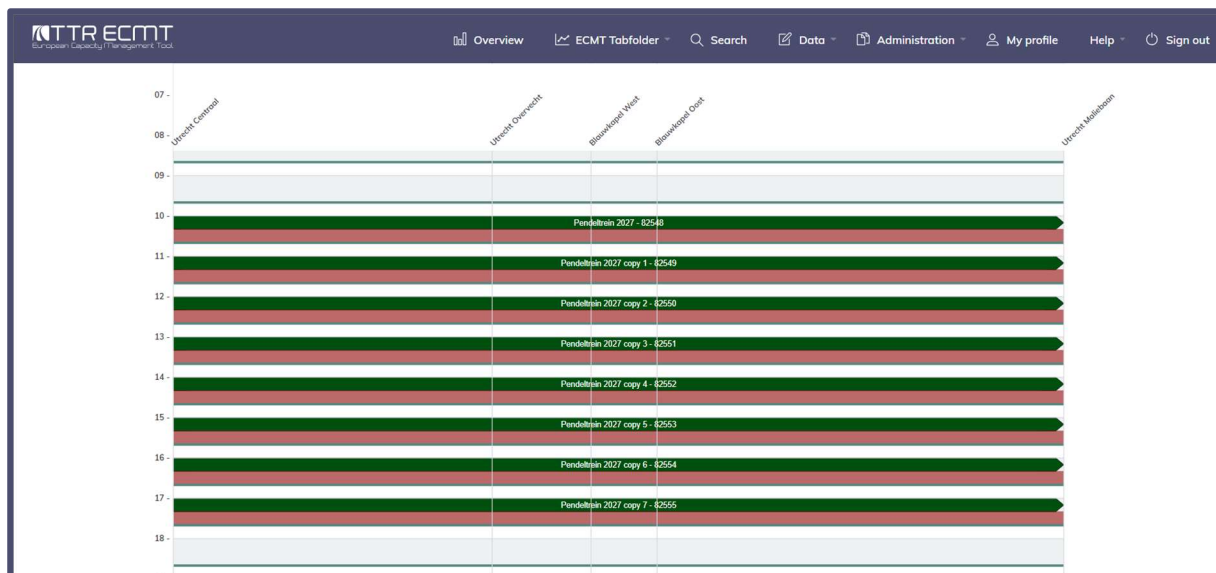 TTR ECMT
European Capacity Management Tool
Overview
ECMT Tabfolder
Search
Data
Administration
My profile
Help
Sign out
07 -
08 -
Utrecht Centraal
Utrecht Overvecht
Blauwkapel West
Blauwkapel Oost
Utrecht Maliebaan
09 -
10 -
Pendeltrein 2027 - 82548
11 -
Pendeltrein 2027 copy 1 - 82549
12 -
Pendeltrein 2027 copy 2 - 82550
13 -
Pendeltrein 2027 copy 3 - 82551
14 -
Pendeltrein 2027 copy 4 - 82552
15 -
Pendeltrein 2027 copy 5 - 82553
16 -
Pendeltrein 2027 copy 6 - 82554
17 -
Pendeltrein 2027 copy 7 - 82555
18 -